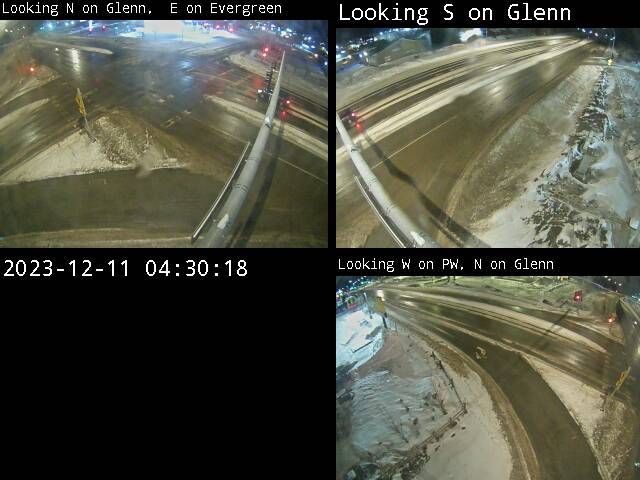 Looking N on Glenn,  E on Evergreen
Looking S on Glenn
2023-12-11 04:30:18
Looking W on PW, N on Glenn